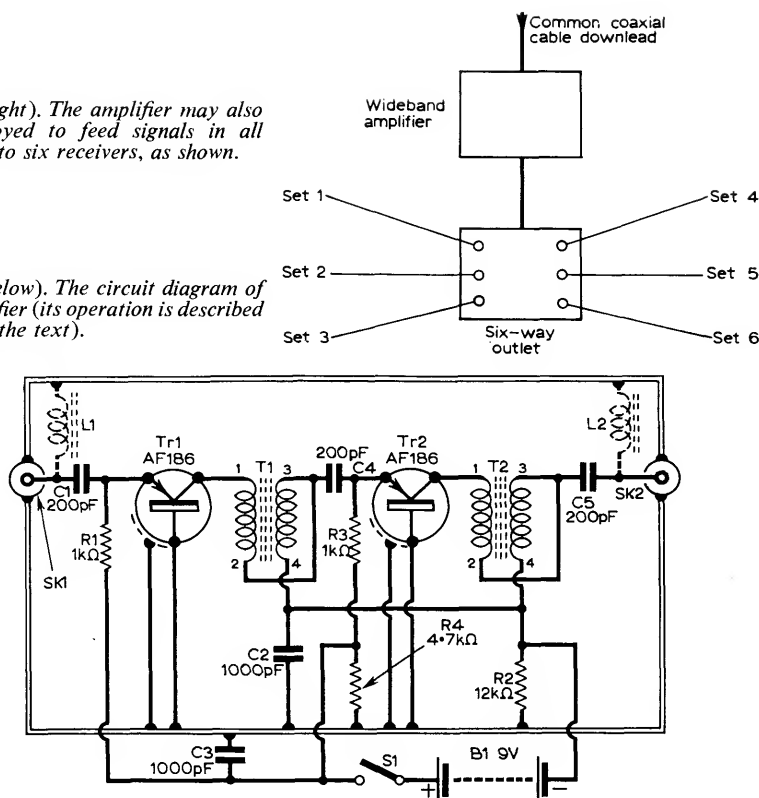 Common coaxial
cable downlead
ght). The amplifier may also
oyed to feed signals in all
to six receivers, as shown.
Wideband
amplifier
Set 1
Set 4
Set 2
Set 5
Set 3
Set 6
Six-way
outlet
elow). The circuit diagram of
fier (its operation is described
the text).
L1
L2
Tr1
AF186
200pF
C4
Tr2
AF186
1 T1 3
1 T2 3
C1
200pF
R1
1kΩ
SK1
2 4
R3
1kΩ
2 4
C5
200pF
SK2
C2
1000pF
R4
4·7kΩ
R2
12kΩ
C3
1000pF
S1
B1 9V
+ −